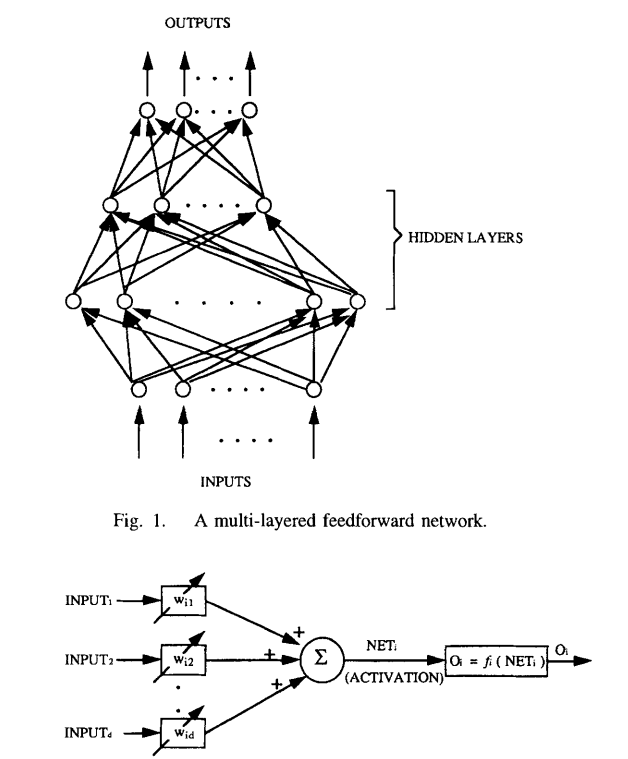 OUTPUTS
HIDDEN LAYERS
INPUTS
Fig. 1. A multi-layered feedforward network.
INPUT₁ wi1
+
INPUT₂ wi2 + Σ NETi Oi = fi ( NETi ) Oi
+ (ACTIVATION)
INPUTd wid